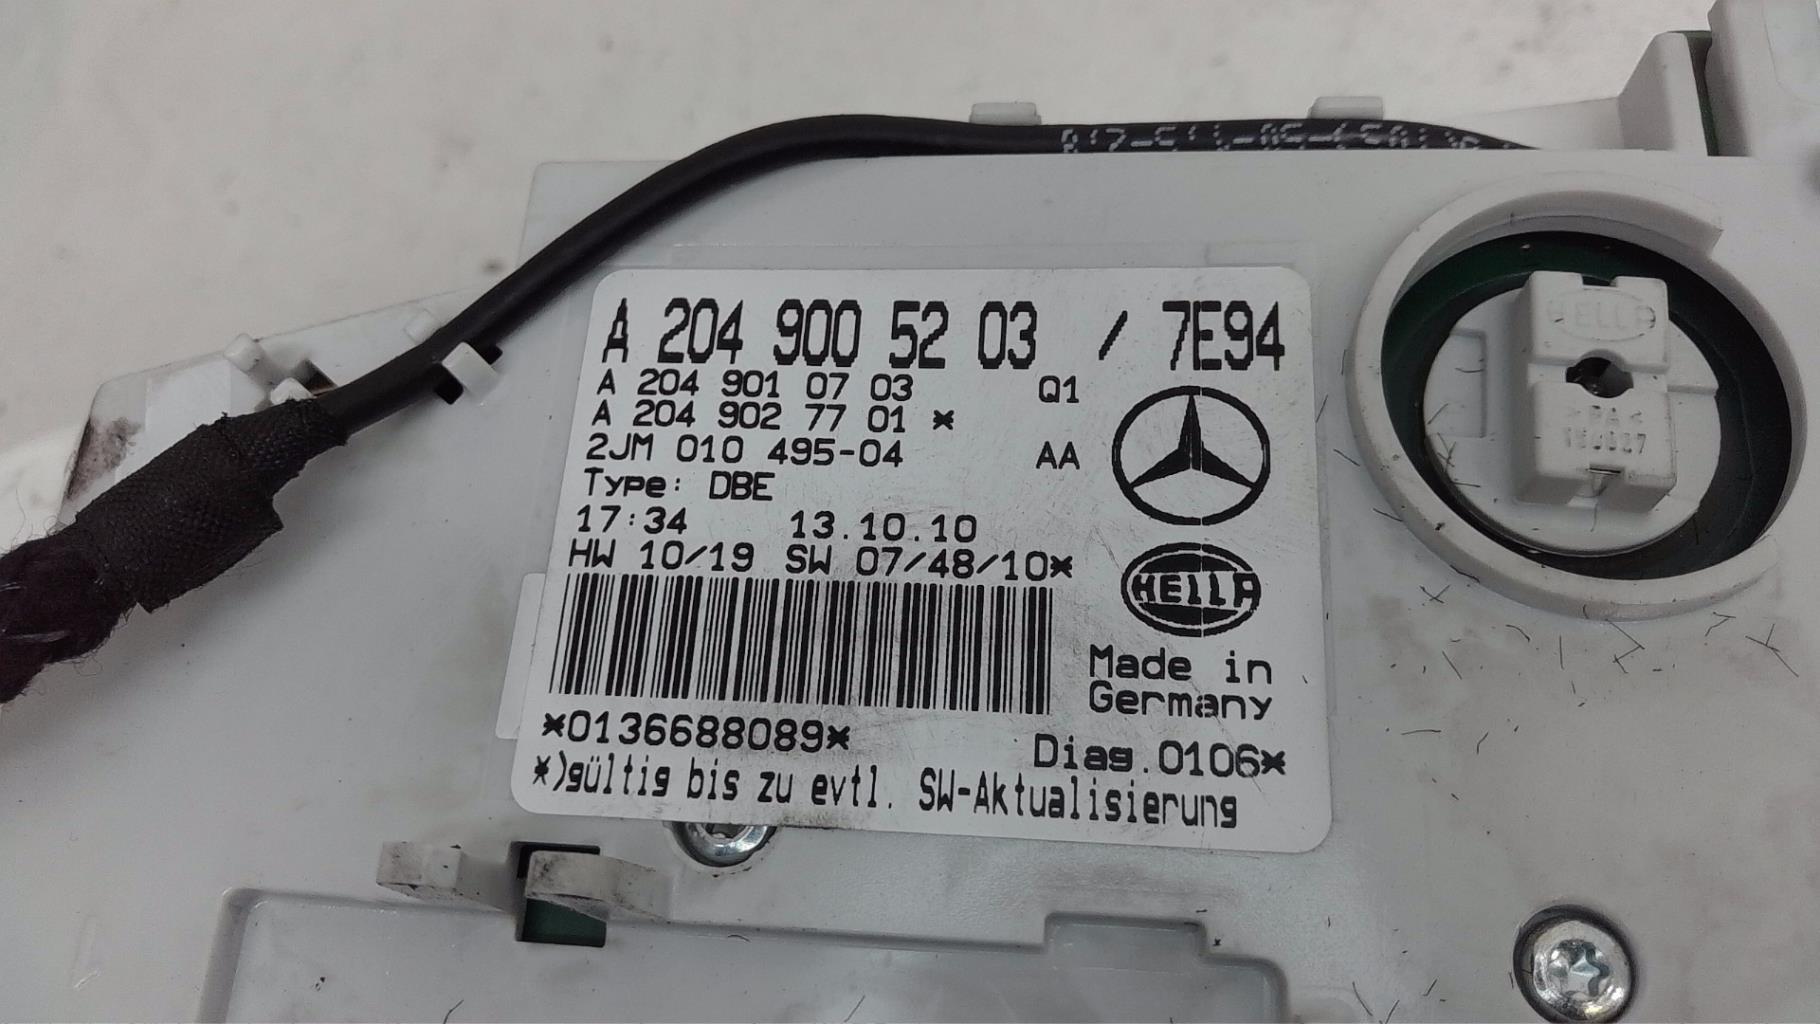 A 204 900 52 03 / 7E94
A 204 901 07 03 Q1
A 204 902 77 01 *
2JM 010 495-04 AA
Type: DBE
17:34 13.10.10
HW 10/19 SW 07/48/10*
HELLA
Made in
Germany
*0136688089*
Diag.0106*
*)gültig bis zu evtl. SW-Aktualisierung
HELLA
>PA<